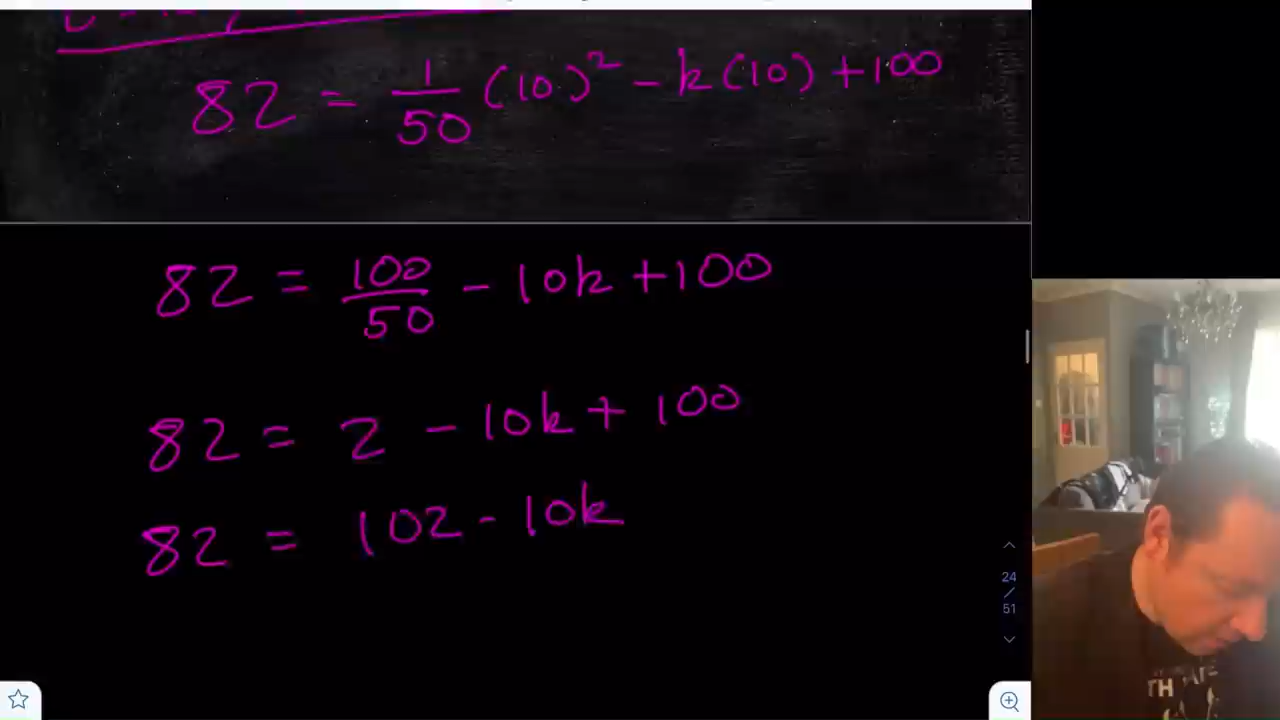 82 = 1/50 (10)² - k(10) + 100
82 = 100/50 - 10k + 100
82 = 2 - 10k + 100
82 = 102 - 10k
24
/
51
TH